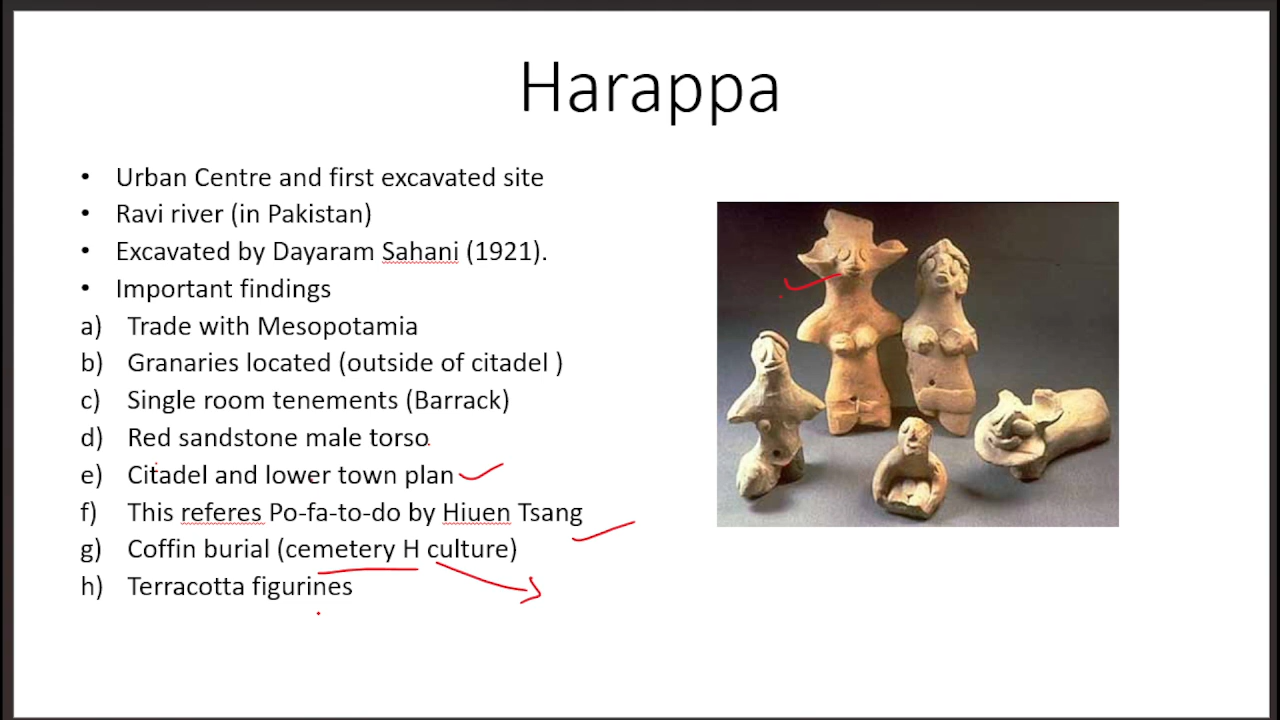 Harappa
• Urban Centre and first excavated site
• Ravi river (in Pakistan)
• Excavated by Dayaram Sahani (1921).
• Important findings
a) Trade with Mesopotamia
b) Granaries located (outside of citadel )
c) Single room tenements (Barrack)
d) Red sandstone male torso
e) Citadel and lower town plan
f) This referes Po-fa-to-do by Hiuen Tsang
g) Coffin burial (cemetery H culture)
h) Terracotta figurines